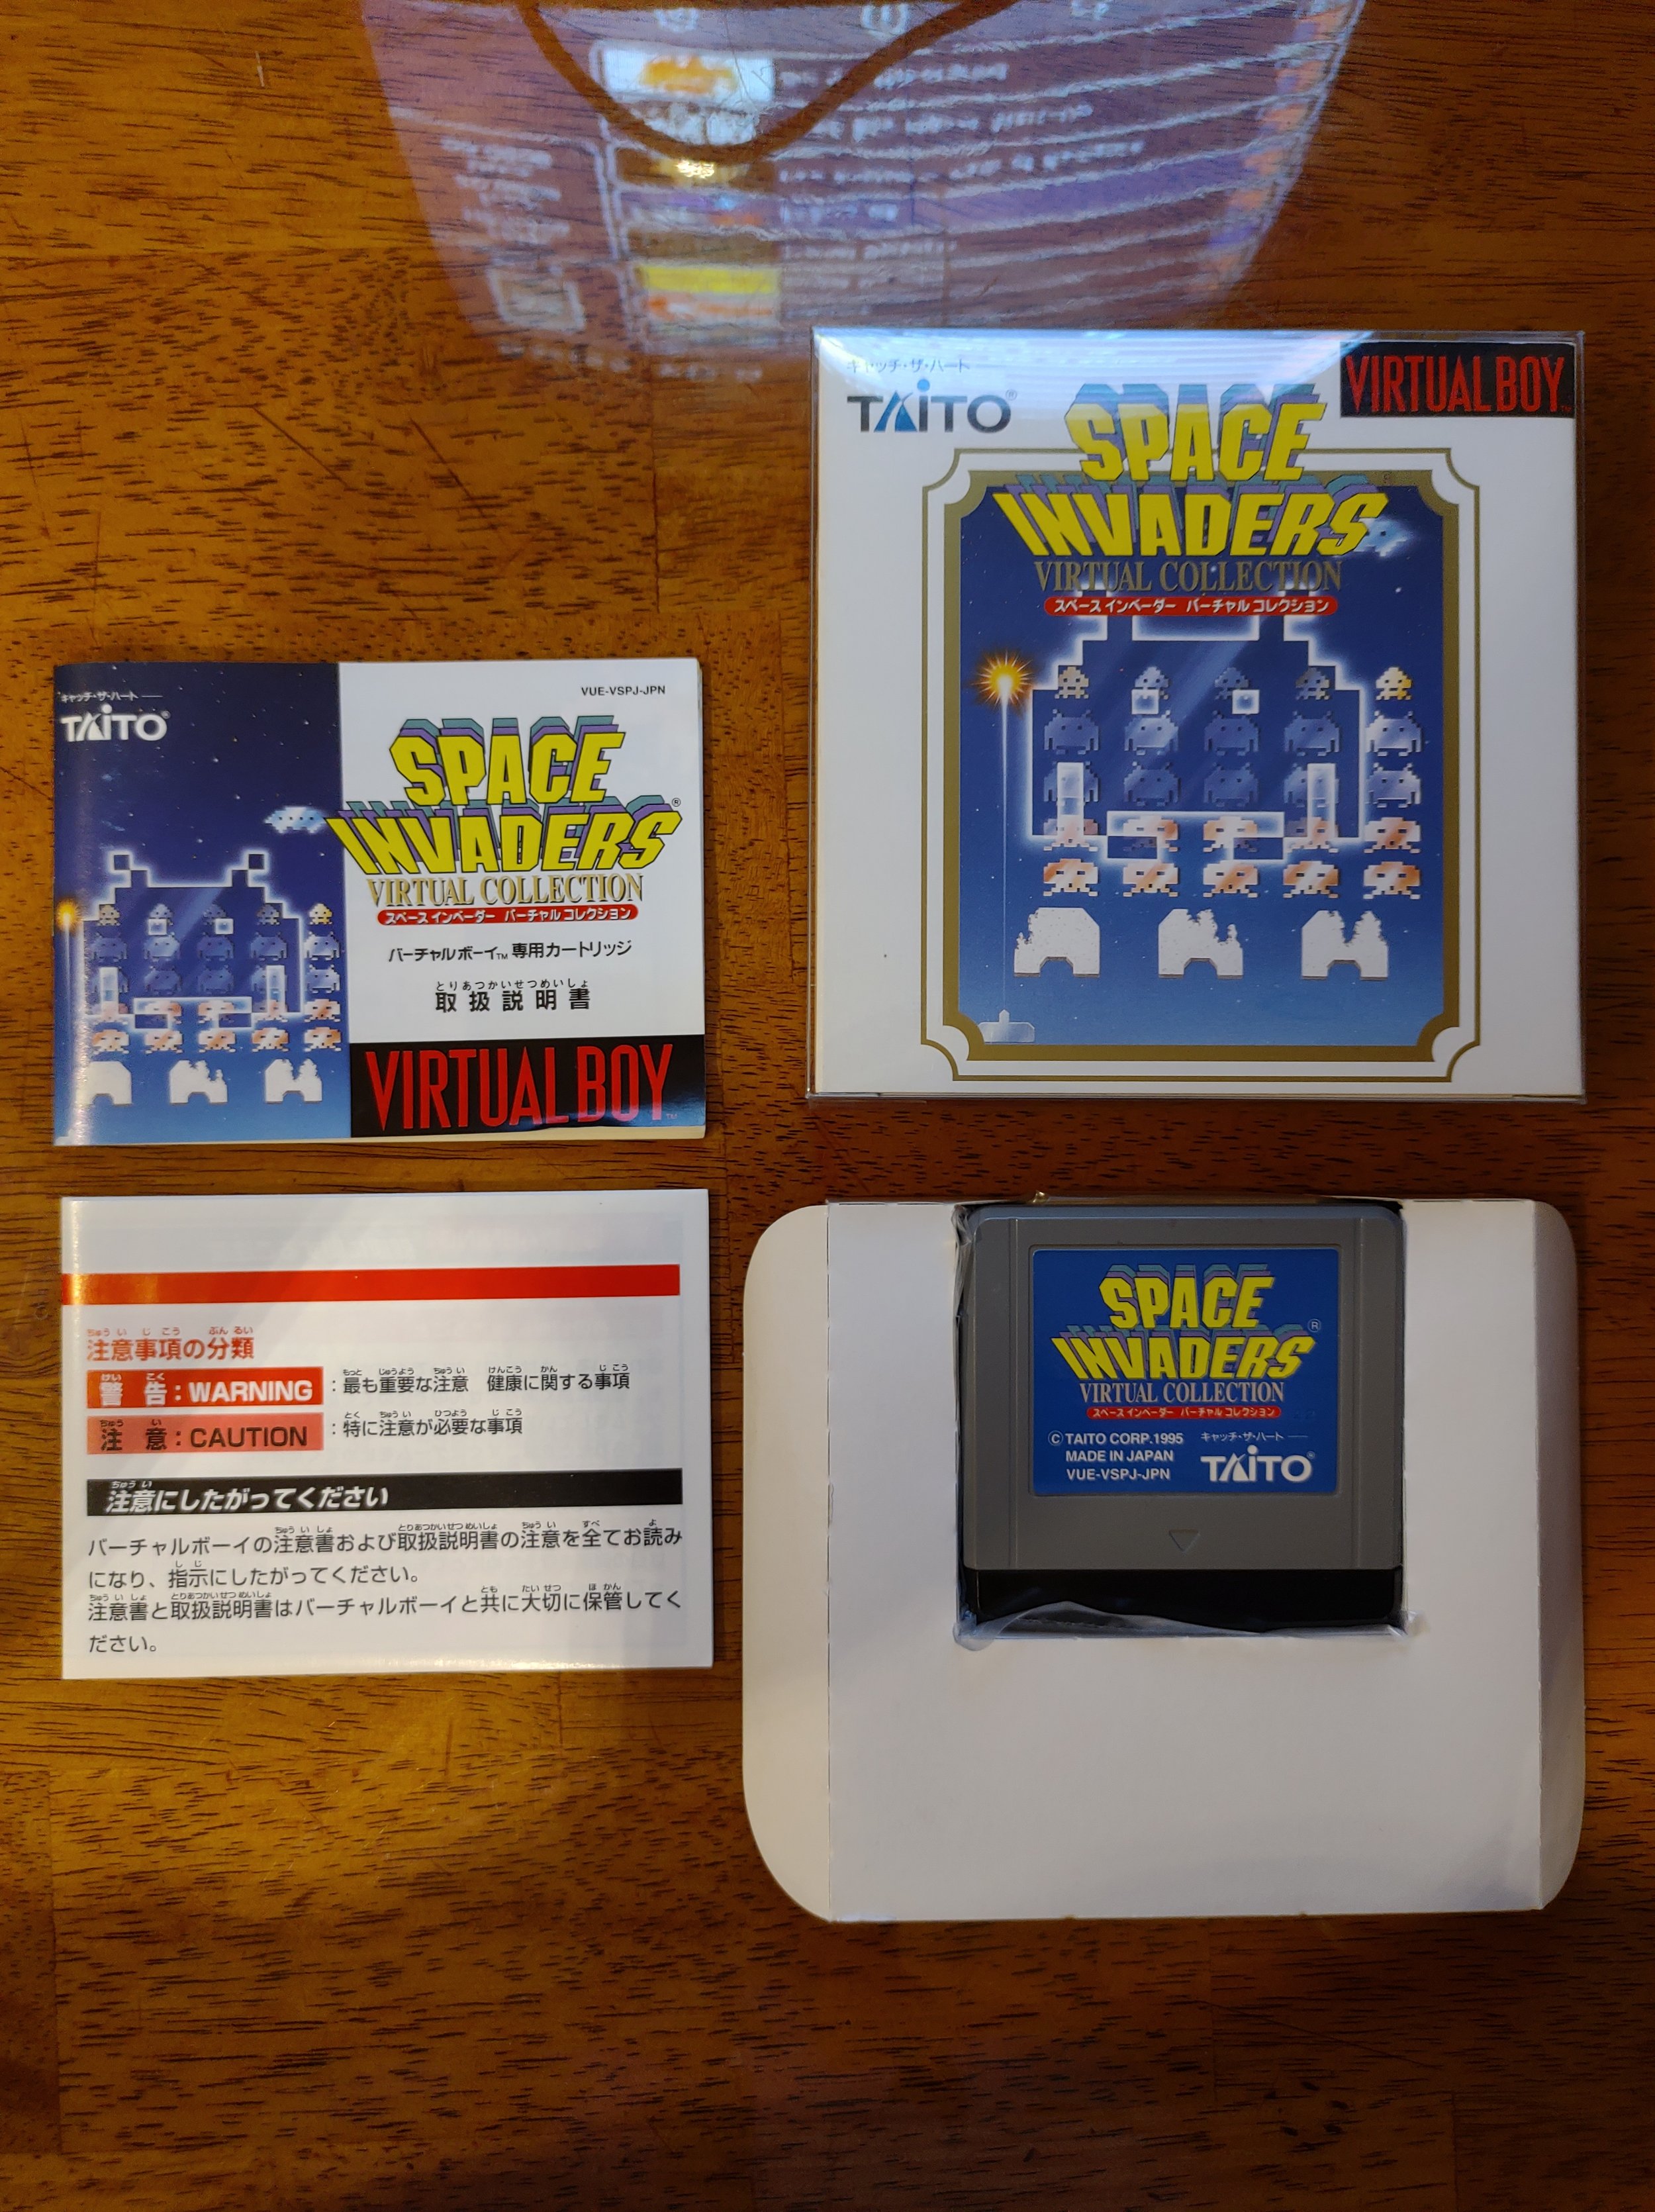 キャッチ・ザ・ハート
TAITO®
VIRTUAL BOY™
SPACE
INVADERS®
VIRTUAL COLLECTION
スペースインベーダー バーチャルコレクション
キャッチ・ザ・ハート
TAITO®
VUE-VSPJ-JPN
SPACE
INVADERS®
VIRTUAL COLLECTION
スペースインベーダー バーチャルコレクション
バーチャルボーイ™専用カートリッジ
とりあつかいせつめいしょ
取扱説明書
VIRTUAL BOY™
ちゅういじこう ぶんるい
注意事項の分類
けいこく もっと じゅうよう ちゅうい けんこう かん じこう
警告:WARNING :最も重要な注意 健康に関する事項
ちゅうい とく ちゅうい ひつよう じこう
注意:CAUTION :特に注意が必要な事項
ちゅうい
注意にしたがってください
ちゅういしょ とりあつかいせつめいしょ ちゅうい すべ よ
バーチャルボーイの注意書および取扱説明書の注意を全てお読み
しじ
になり、指示にしたがってください。
ちゅういしょ とりあつかいせつめいしょ とも たいせつ ほかん
注意書と取扱説明書はバーチャルボーイと共に大切に保管してく
ださい。
SPACE
INVADERS®
VIRTUAL COLLECTION
スペースインベーダー バーチャルコレクション
©TAITO CORP.1995
MADE IN JAPAN
VUE-VSPJ-JPN
キャッチ・ザ・ハート
TAITO®